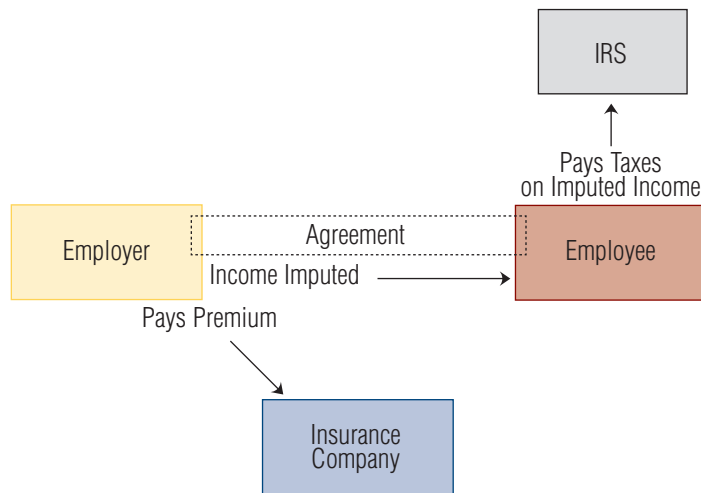 IRS
Pays Taxes
on Imputed Income
Employer
Agreement
Employee
Income Imputed
Pays Premium
Insurance
Company